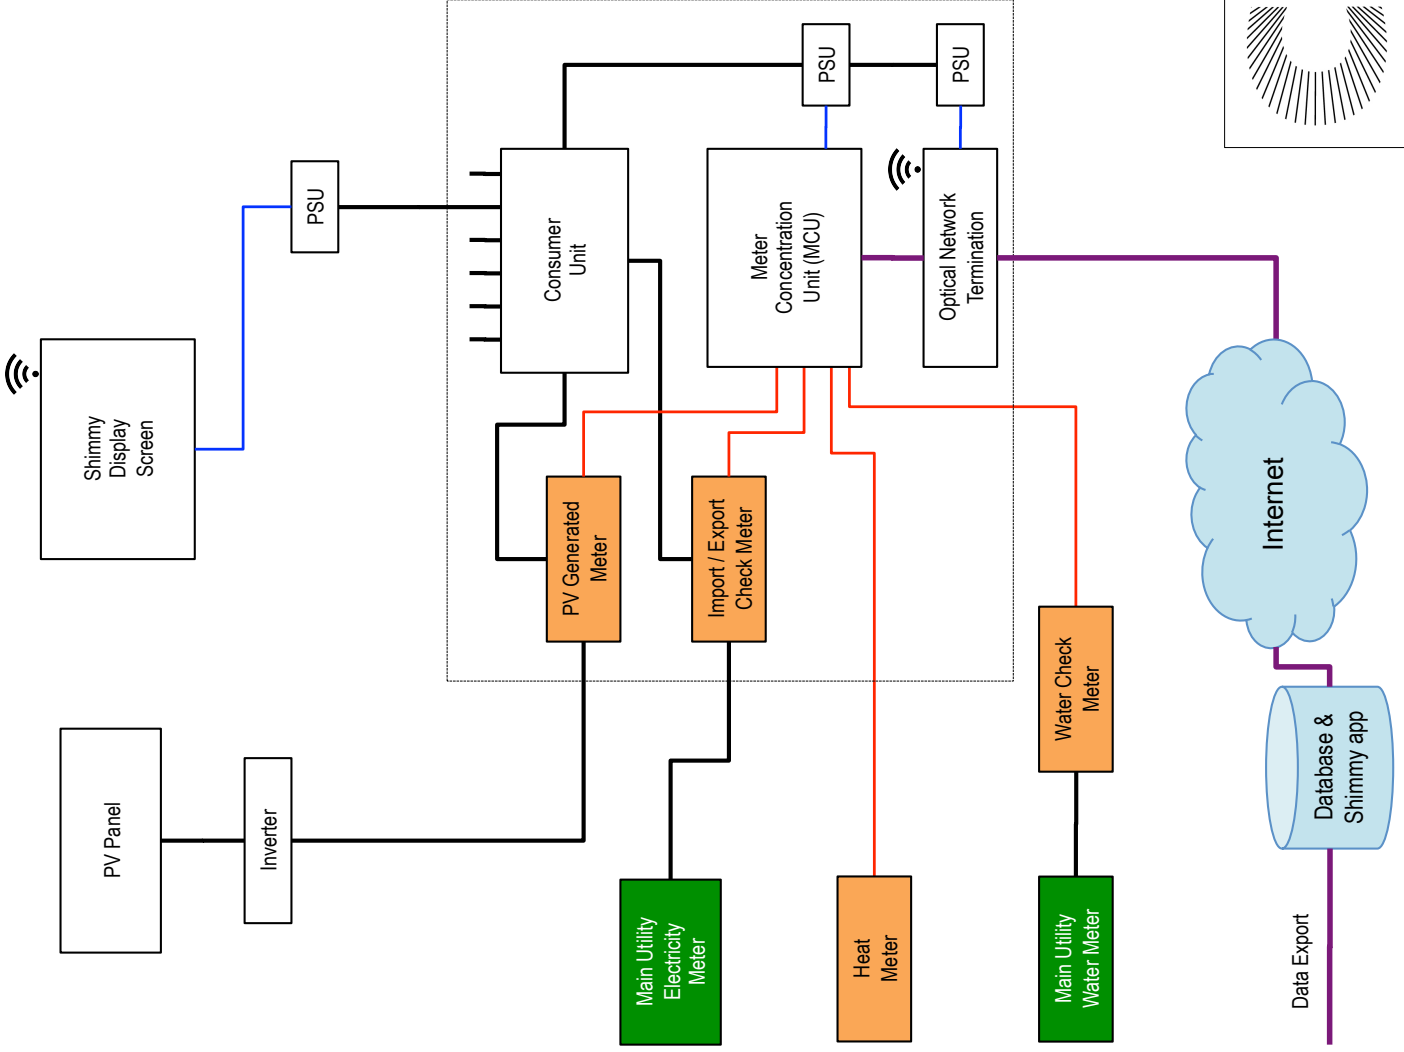 PV Panel
Inverter
Main Utility
Electricity
Meter
Heat
Meter
Main Utility
Water Meter
Data Export
Shimmy
Display
Screen
PV Generated
Meter
Import / Export
Check Meter
Water Check
Meter
Database &
Shimmy app
PSU
Consumer
Unit
Meter
Concentration
Unit (MCU)
Optical Network
Termination
Internet
PSU
PSU